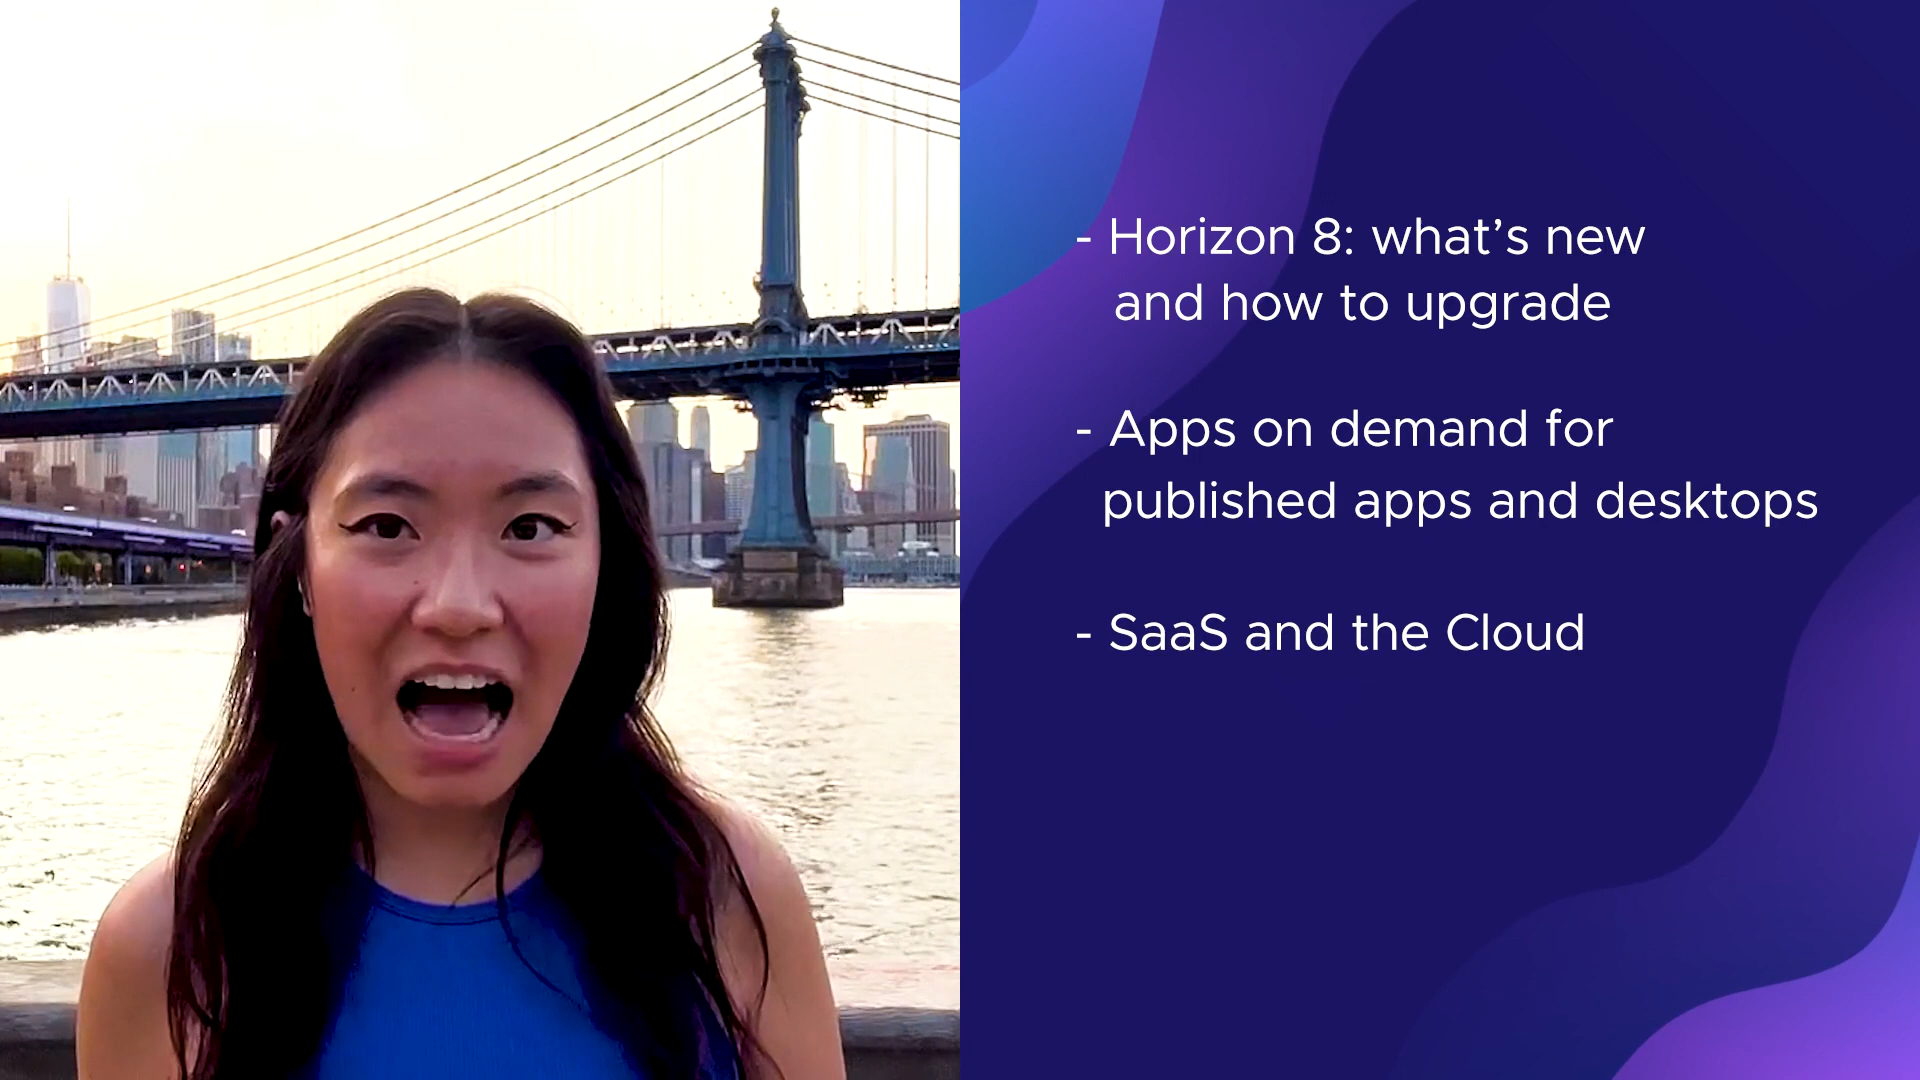 - Horizon 8: what’s new
and how to upgrade
- Apps on demand for
published apps and desktops
- SaaS and the Cloud